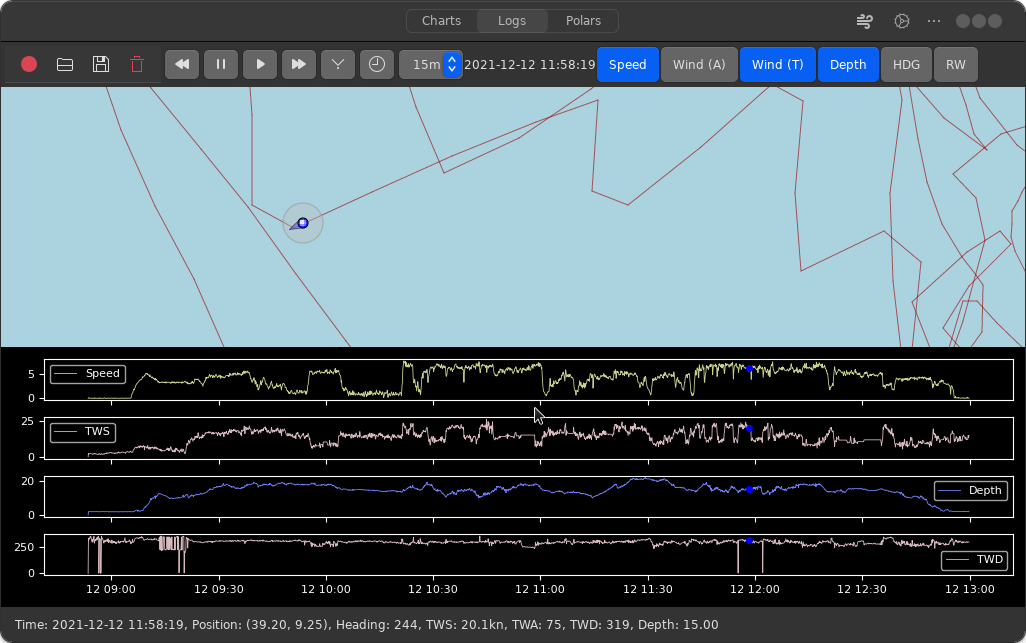 Charts Logs Polars
15m 2021-12-12 11:58:19 Speed Wind (A) Wind (T) Depth HDG RW
Speed
5
0
TWS
25
0
Depth
20
0
TWD
250
0
12 09:00 12 09:30 12 10:00 12 10:30 12 11:00 12 11:30 12 12:00 12 12:30 12 13:00
Time: 2021-12-12 11:58:19, Position: (39.20, 9.25), Heading: 244, TWS: 20.1kn, TWA: 75, TWD: 319, Depth: 15.00